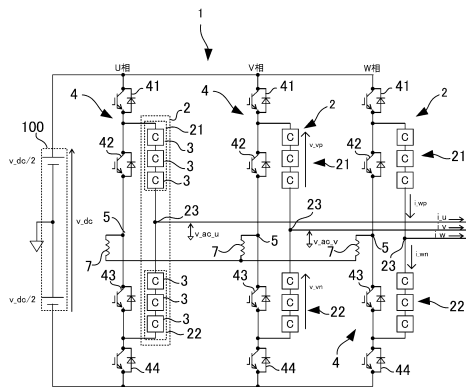 1
U相 V相 W相
41 41 41
4 2 4 2 2
100 21
C C C
42 3 42 v_vp 21 42 21
v_dc/2 C C C
3
C C C
3
i_wp
5 23 23
v_dc i_u
v_ac_u i_v
5 v_ac_v 5 i_w
7 7 7 23
i_wn
43 43 43
C 3 C C
v_dc/2 C 3 v_vn C 22 C 22
C C C
22 4
44 44 44